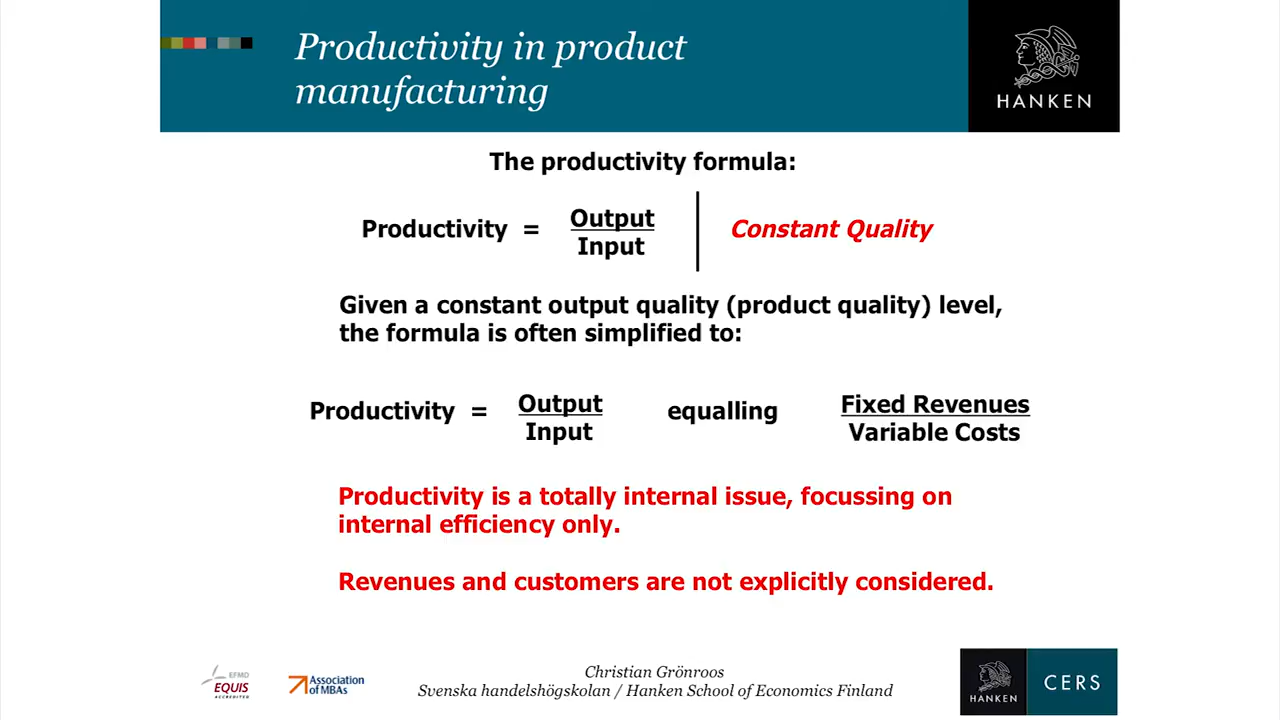 Productivity in product
manufacturing
HANKEN
The productivity formula:
Productivity = Output
Input
Constant Quality
Given a constant output quality (product quality) level,
the formula is often simplified to:
Productivity = Output
Input
equalling
Fixed Revenues
Variable Costs
Productivity is a totally internal issue, focussing on
internal efficiency only.
Revenues and customers are not explicitly considered.
EFMD
EQUIS
ACCREDITED
Association
of MBAs
Christian Grönroos
Svenska handelshögskolan / Hanken School of Economics Finland
HANKEN
CERS